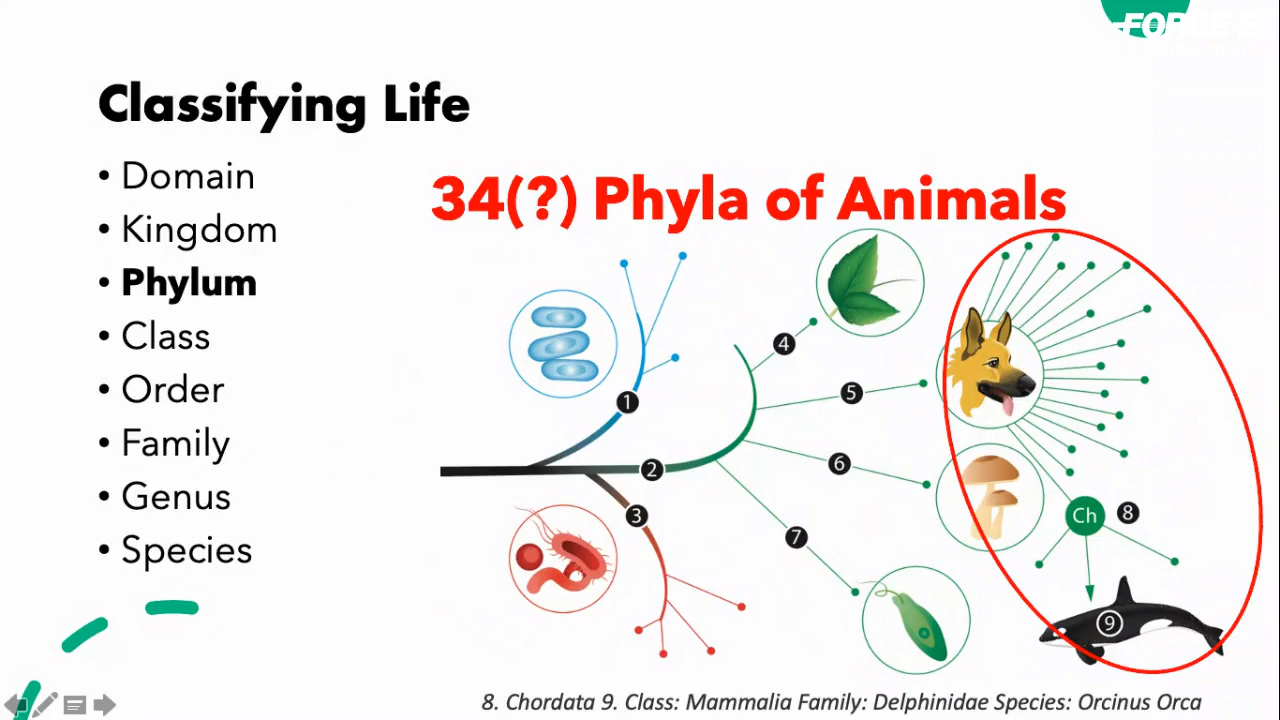 Classifying Life
• Domain
• Kingdom
• Phylum
• Class
• Order
• Family
• Genus
• Species
34(?) Phyla of Animals
1
2
3
4
5
6
7
Ch
8
9
8. Chordata 9. Class: Mammalia Family: Delphinidae Species: Orcinus Orca